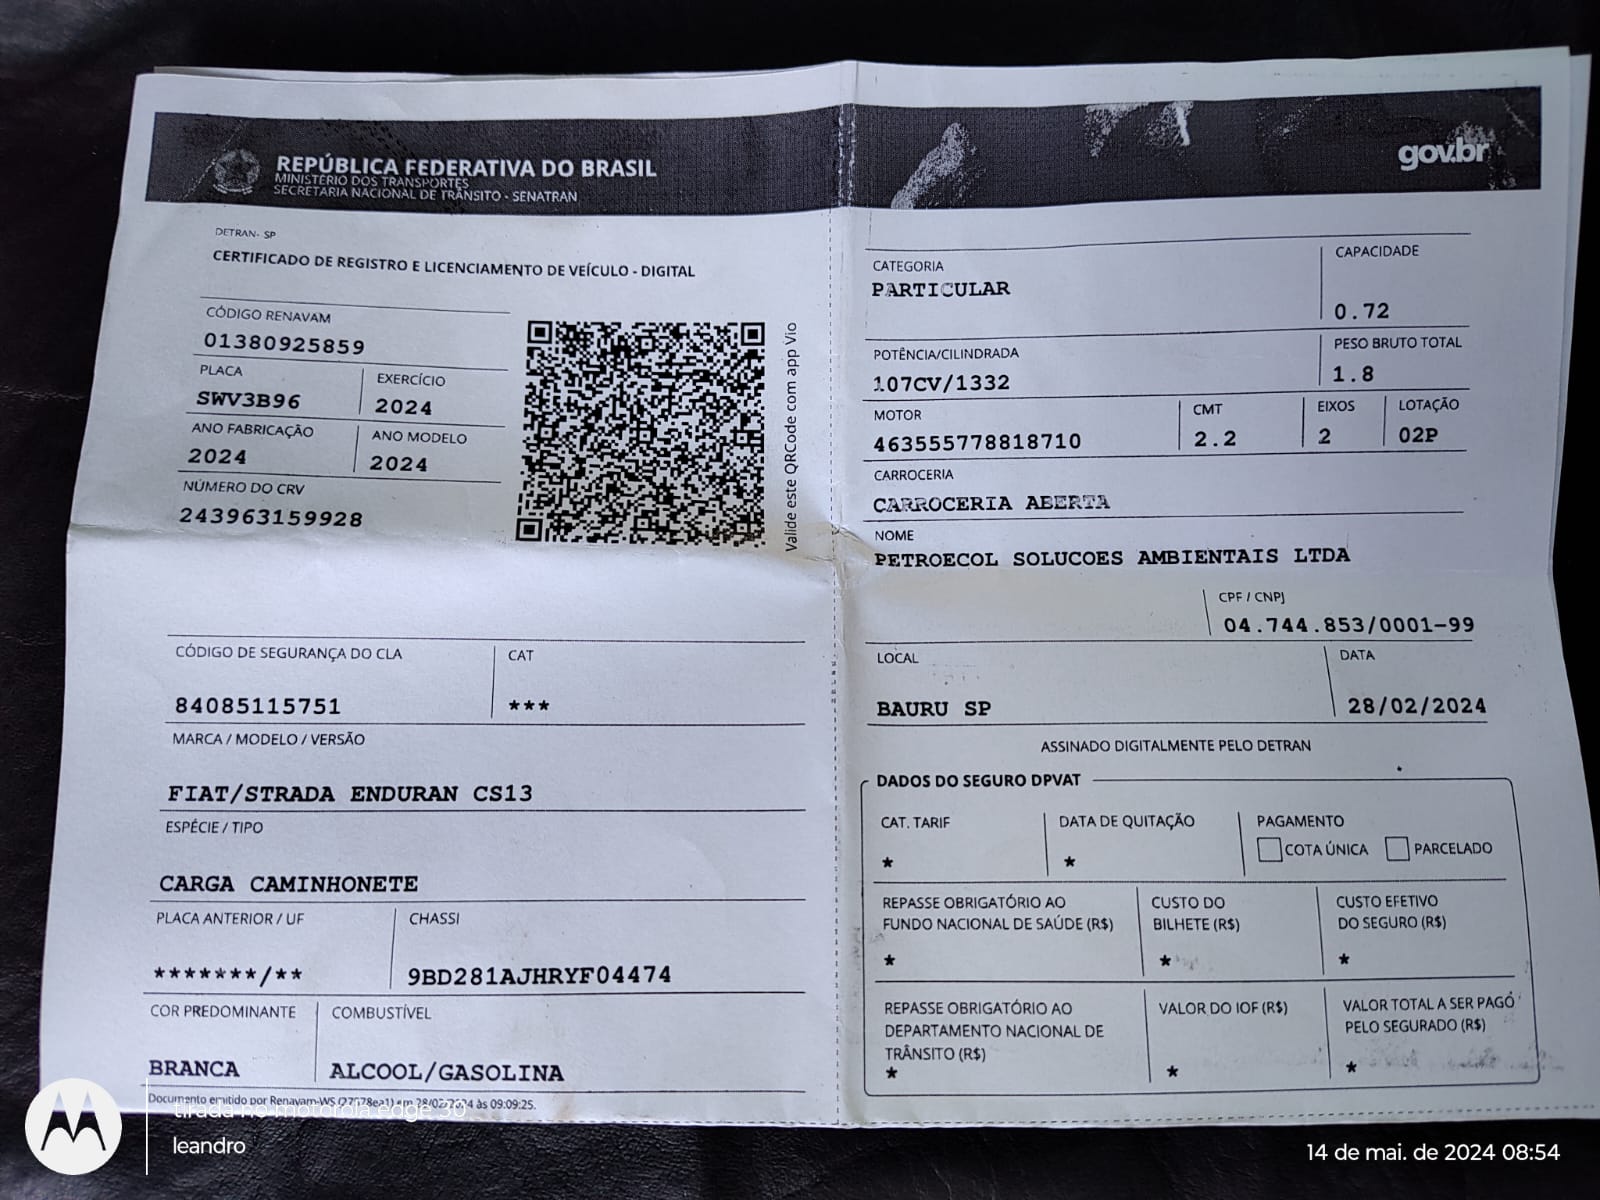 REPÚBLICA FEDERATIVA DO BRASIL
MINISTÉRIO DOS TRANSPORTES
SECRETARIA NACIONAL DE TRÂNSITO - SENATRAN
gov.br
DETRAN- SP
CERTIFICADO DE REGISTRO E LICENCIAMENTO DE VEÍCULO - DIGITAL
CÓDIGO RENAVAM
01380925859
PLACA EXERCÍCIO
SWV3B96 2024
ANO FABRICAÇÃO ANO MODELO
2024 2024
NÚMERO DO CRV
243963159928
Valide este QRCode com app Vio
CÓDIGO DE SEGURANÇA DO CLA CAT
84085115751 ***
MARCA / MODELO / VERSÃO
FIAT/STRADA ENDURAN CS13
ESPÉCIE / TIPO
CARGA CAMINHONETE
PLACA ANTERIOR / UF CHASSI
*******/** 9BD281AJHRYF04474
COR PREDOMINANTE COMBUSTÍVEL
BRANCA ALCOOL/GASOLINA
Documento emitido por Renavam-WS em 28/02/2024 às 09:09:25.
CATEGORIA CAPACIDADE
PARTICULAR 0.72
POTÊNCIA/CILINDRADA PESO BRUTO TOTAL
107CV/1332 1.8
MOTOR CMT EIXOS LOTAÇÃO
463555778818710 2.2 2 02P
CARROCERIA
CARROCERIA ABERTA
NOME
PETROECOL SOLUCOES AMBIENTAIS LTDA
CPF / CNPJ
04.744.853/0001-99
LOCAL DATA
BAURU SP 28/02/2024
ASSINADO DIGITALMENTE PELO DETRAN
DADOS DO SEGURO DPVAT
CAT. TARIF DATA DE QUITAÇÃO PAGAMENTO
* * COTA ÚNICA PARCELADO
REPASSE OBRIGATÓRIO AO CUSTO DO CUSTO EFETIVO
FUNDO NACIONAL DE SAÚDE (R$) BILHETE (R$) DO SEGURO (R$)
* * *
REPASSE OBRIGATÓRIO AO VALOR DO IOF (R$) VALOR TOTAL A SER PAGO
DEPARTAMENTO NACIONAL DE PELO SEGURADO (R$)
TRÂNSITO (R$)
* * *
tirada no motorola edge 30
leandro
14 de mai. de 2024 08:54